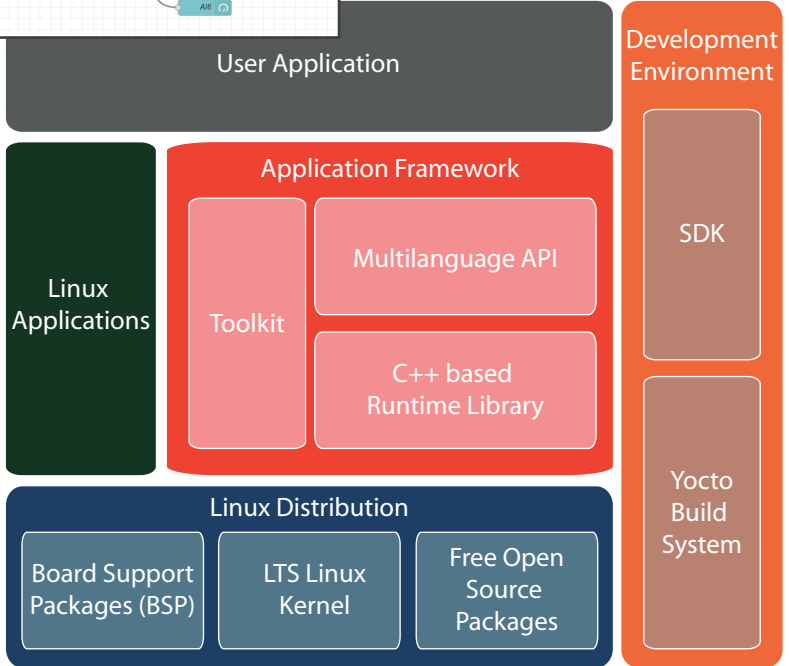 AI6
User Application
Development
Environment
Application Framework
Linux
Applications
Toolkit
Multilanguage API
C++ based
Runtime Library
SDK
Yocto
Build
System
Linux Distribution
Board Support
Packages (BSP)
LTS Linux
Kernel
Free Open
Source
Packages